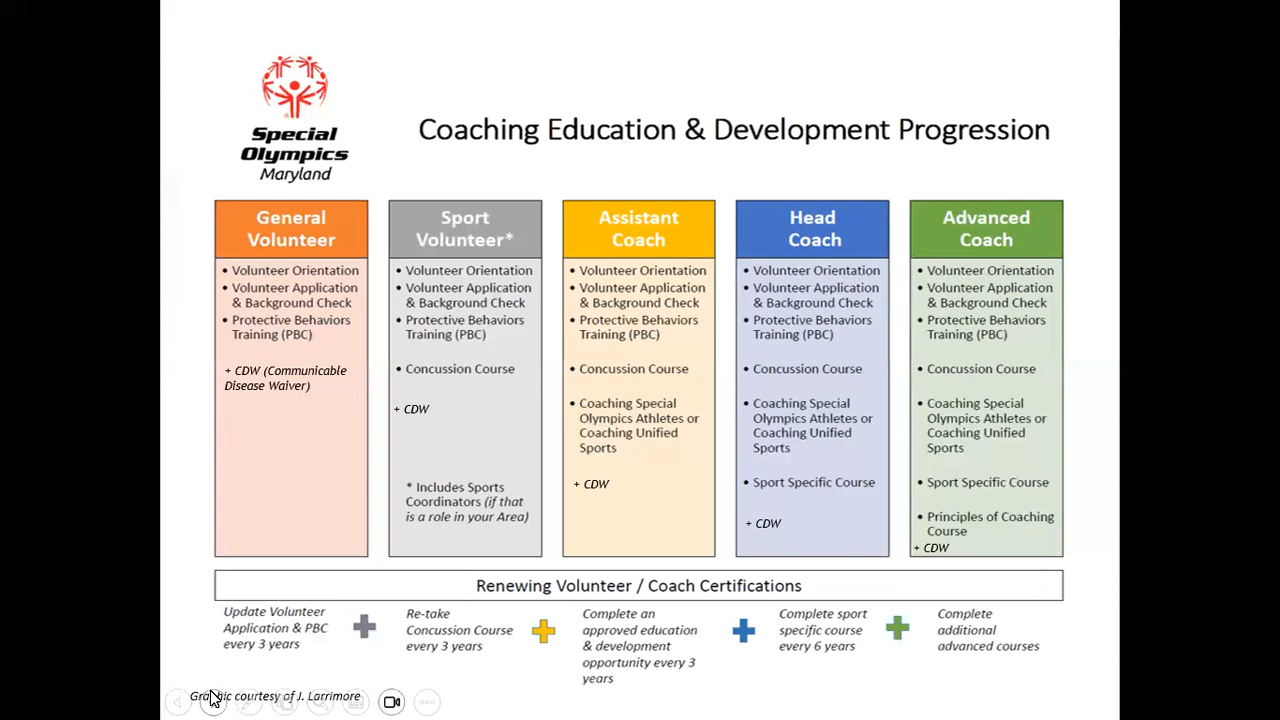 Special
Olympics
Maryland
Coaching Education & Development Progression
General
Volunteer
• Volunteer Orientation
• Volunteer Application
& Background Check
• Protective Behaviors
Training (PBC)
+ CDW (Communicable
Disease Waiver)
Sport
Volunteer*
• Volunteer Orientation
• Volunteer Application
& Background Check
• Protective Behaviors
Training (PBC)
• Concussion Course
+ CDW
* Includes Sports
Coordinators (if that
is a role in your Area)
Assistant
Coach
• Volunteer Orientation
• Volunteer Application
& Background Check
• Protective Behaviors
Training (PBC)
• Concussion Course
• Coaching Special
Olympics Athletes or
Coaching Unified
Sports
+ CDW
Head
Coach
• Volunteer Orientation
• Volunteer Application
& Background Check
• Protective Behaviors
Training (PBC)
• Concussion Course
• Coaching Special
Olympics Athletes or
Coaching Unified
Sports
• Sport Specific Course
+ CDW
Advanced
Coach
• Volunteer Orientation
• Volunteer Application
& Background Check
• Protective Behaviors
Training (PBC)
• Concussion Course
• Coaching Special
Olympics Athletes or
Coaching Unified
Sports
• Sport Specific Course
• Principles of Coaching
Course
+ CDW
Renewing Volunteer / Coach Certifications
Update Volunteer
Application & PBC
every 3 years
Re-take
Concussion Course
every 3 years
Complete an
approved education
& development
opportunity every 3
years
Complete sport
specific course
every 6 years
Complete
additional
advanced courses
Graphic courtesy of J. Larrimore